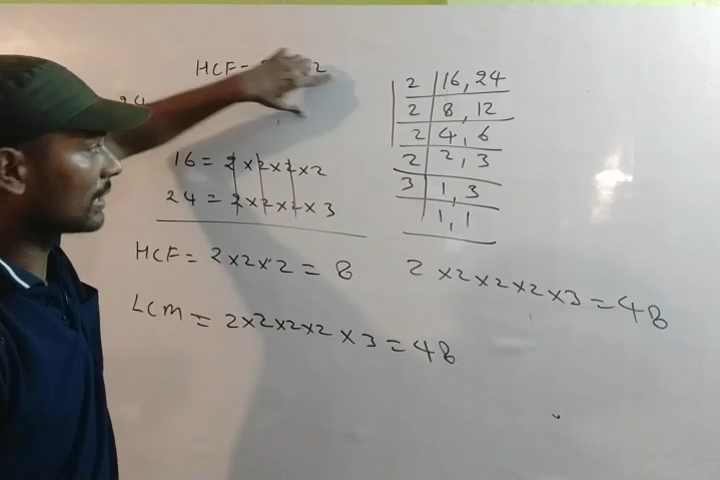 HCF = 2
24
16 = 2 × 2 × 2 × 2
24 = 2 × 2 × 2 × 3
HCF = 2 × 2 × 2 = 8
LCM = 2 × 2 × 2 × 2 × 3 = 48
2 | 16, 24
2 | 8, 12
2 | 4, 6
2 | 2, 3
3 | 1, 3
1, 1
2 × 2 × 2 × 2 × 3 = 48